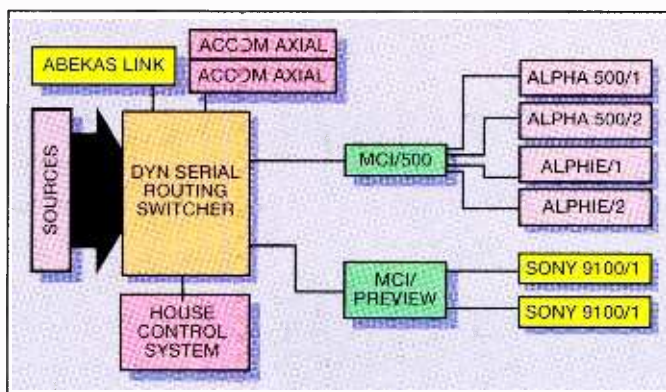 ABEKAS LINK
ACCOM AXIAL
ACCOM AXIAL
SOURCES
DYN SERIAL
ROUTING
SWITCHER
HOUSE
CONTROL
SYSTEM
MCI/500
MCI/
PREVIEW
ALPHA 500/1
ALPHA 500/2
ALPHIE/1
ALPHIE/2
SONY 9100/1
SONY 9100/1